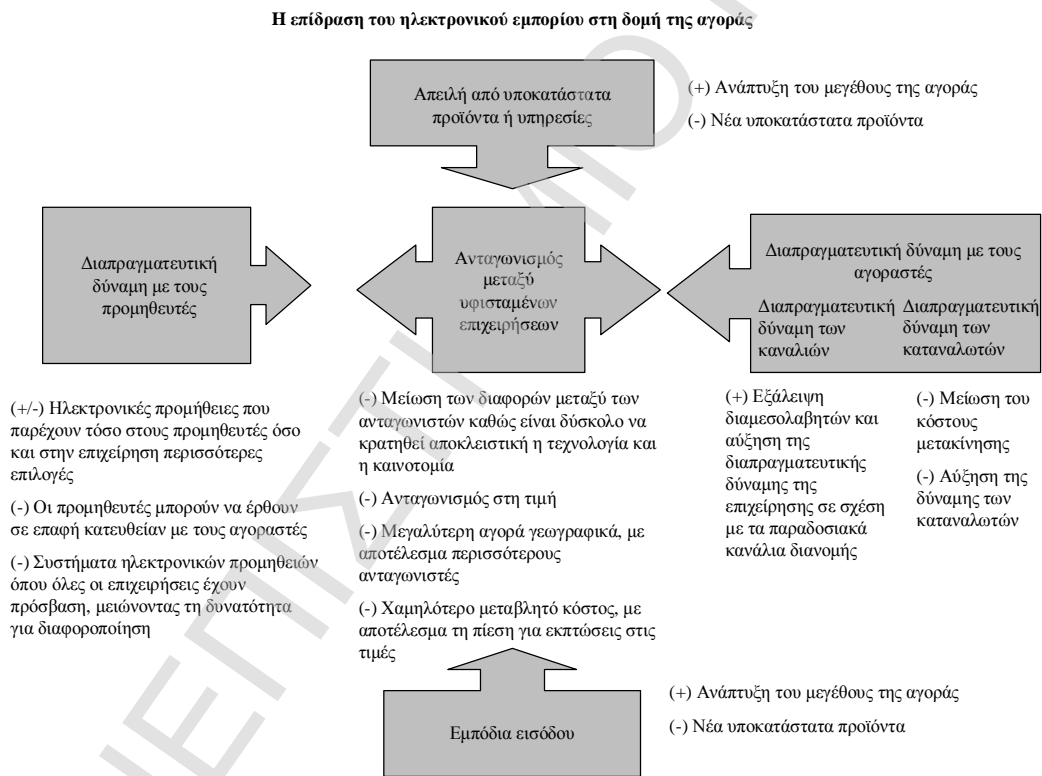 Η επίδραση του ηλεκτρονικού εμπορίου στη δομή της αγοράς
Απειλή από υποκατάστατα
προϊόντα ή υπηρεσίες
(+) Ανάπτυξη του μεγέθους της αγοράς
(-) Νέα υποκατάστατα προϊόντα
Διαπραγματευτική
δύναμη με τους
προμηθευτές
Ανταγωνισμός
μεταξύ
υφισταμένων
επιχειρήσεων
Διαπραγματευτική δύναμη με τους
αγοραστές
Διαπραγματευτική
δύναμη των
καναλιών
Διαπραγματευτική
δύναμη των
καταναλωτών
(+/-) Ηλεκτρονικές προμήθειες που
παρέχουν τόσο στους προμηθευτές όσο
και στην επιχείρηση περισσότερες
επιλογές
(-) Οι προμηθευτές μπορούν να έρθουν
σε επαφή κατευθείαν με τους αγοραστές
(-) Συστήματα ηλεκτρονικών προμηθειών
όπου όλες οι επιχειρήσεις έχουν
πρόσβαση, μειώνοντας τη δυνατότητα
για διαφοροποίηση
(-) Μείωση των διαφορών μεταξύ των
ανταγωνιστών καθώς είναι δύσκολο να
κρατηθεί αποκλειστική η τεχνολογία και
η καινοτομία
(-) Ανταγωνισμός στη τιμή
(-) Μεγαλύτερη αγορά γεωγραφικά, με
αποτέλεσμα περισσότερους
ανταγωνιστές
(-) Χαμηλότερο μεταβλητό κόστος, με
αποτέλεσμα τη πίεση για εκπτώσεις στις
τιμές
(+) Εξάλειψη
διαμεσολαβητών και
αύξηση της
διαπραγματευτικής
δύναμης της
επιχείρησης σε σχέση
με τα παραδοσιακά
κανάλια διανομής
(-) Μείωση του
κόστους
μετακίνησης
(-) Αύξηση της
δύναμης των
καταναλωτών
Εμπόδια εισόδου
(+) Ανάπτυξη του μεγέθους της αγοράς
(-) Νέα υποκατάστατα προϊόντα